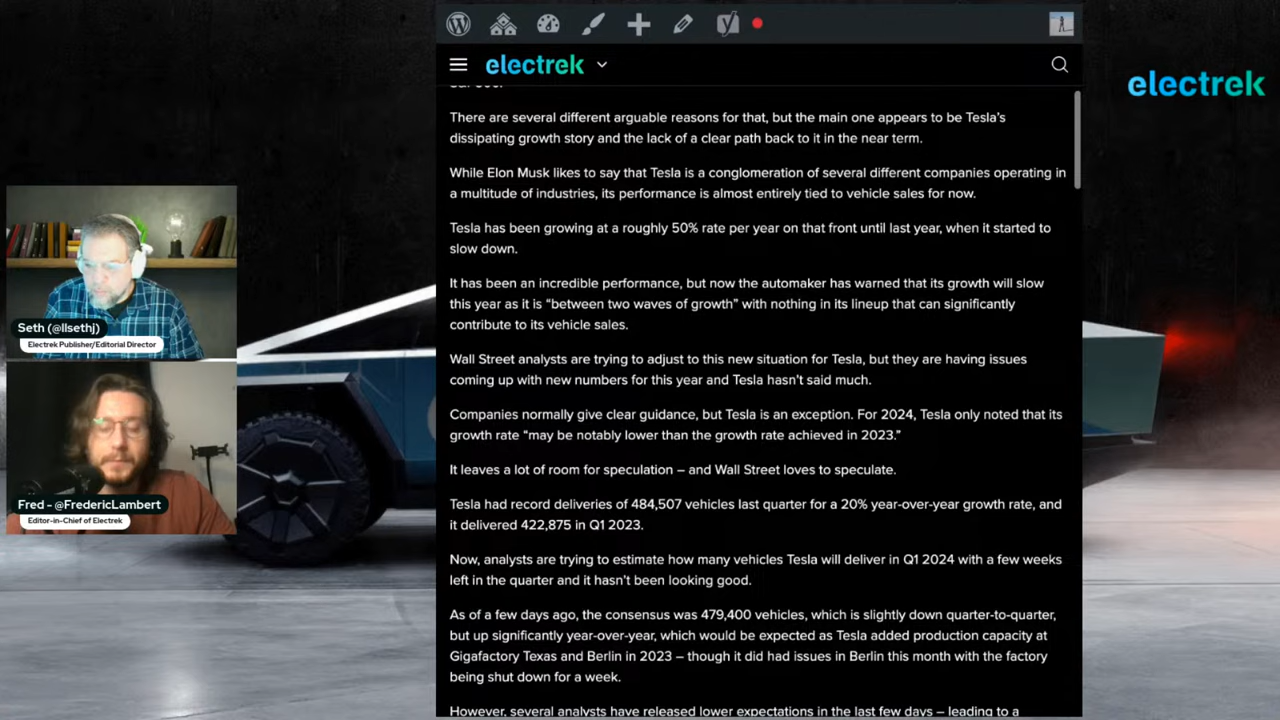 electrek
electrek
There are several different arguable reasons for that, but the main one appears to be Tesla's
dissipating growth story and the lack of a clear path back to it in the near term.
While Elon Musk likes to say that Tesla is a conglomeration of several different companies operating in
a multitude of industries, its performance is almost entirely tied to vehicle sales for now.
Tesla has been growing at a roughly 50% rate per year on that front until last year, when it started to
slow down.
It has been an incredible performance, but now the automaker has warned that its growth will slow
this year as it is “between two waves of growth” with nothing in its lineup that can significantly
contribute to its vehicle sales.
Wall Street analysts are trying to adjust to this new situation for Tesla, but they are having issues
coming up with new numbers for this year and Tesla hasn't said much.
Companies normally give clear guidance, but Tesla is an exception. For 2024, Tesla only noted that its
growth rate “may be notably lower than the growth rate achieved in 2023.”
It leaves a lot of room for speculation – and Wall Street loves to speculate.
Tesla had record deliveries of 484,507 vehicles last quarter for a 20% year-over-year growth rate, and
it delivered 422,875 in Q1 2023.
Now, analysts are trying to estimate how many vehicles Tesla will deliver in Q1 2024 with a few weeks
left in the quarter and it hasn't been looking good.
As of a few days ago, the consensus was 479,400 vehicles, which is slightly down quarter-to-quarter,
but up significantly year-over-year, which would be expected as Tesla added production capacity at
Gigafactory Texas and Berlin in 2023 – though it did had issues in Berlin this month with the factory
being shut down for a week.
However, several analysts have released lower expectations in the last few days – leading to a
Seth (@llsethj)
Electrek Publisher/Editorial Director
Fred - @FredericLambert
Editor-in-Chief of Electrek